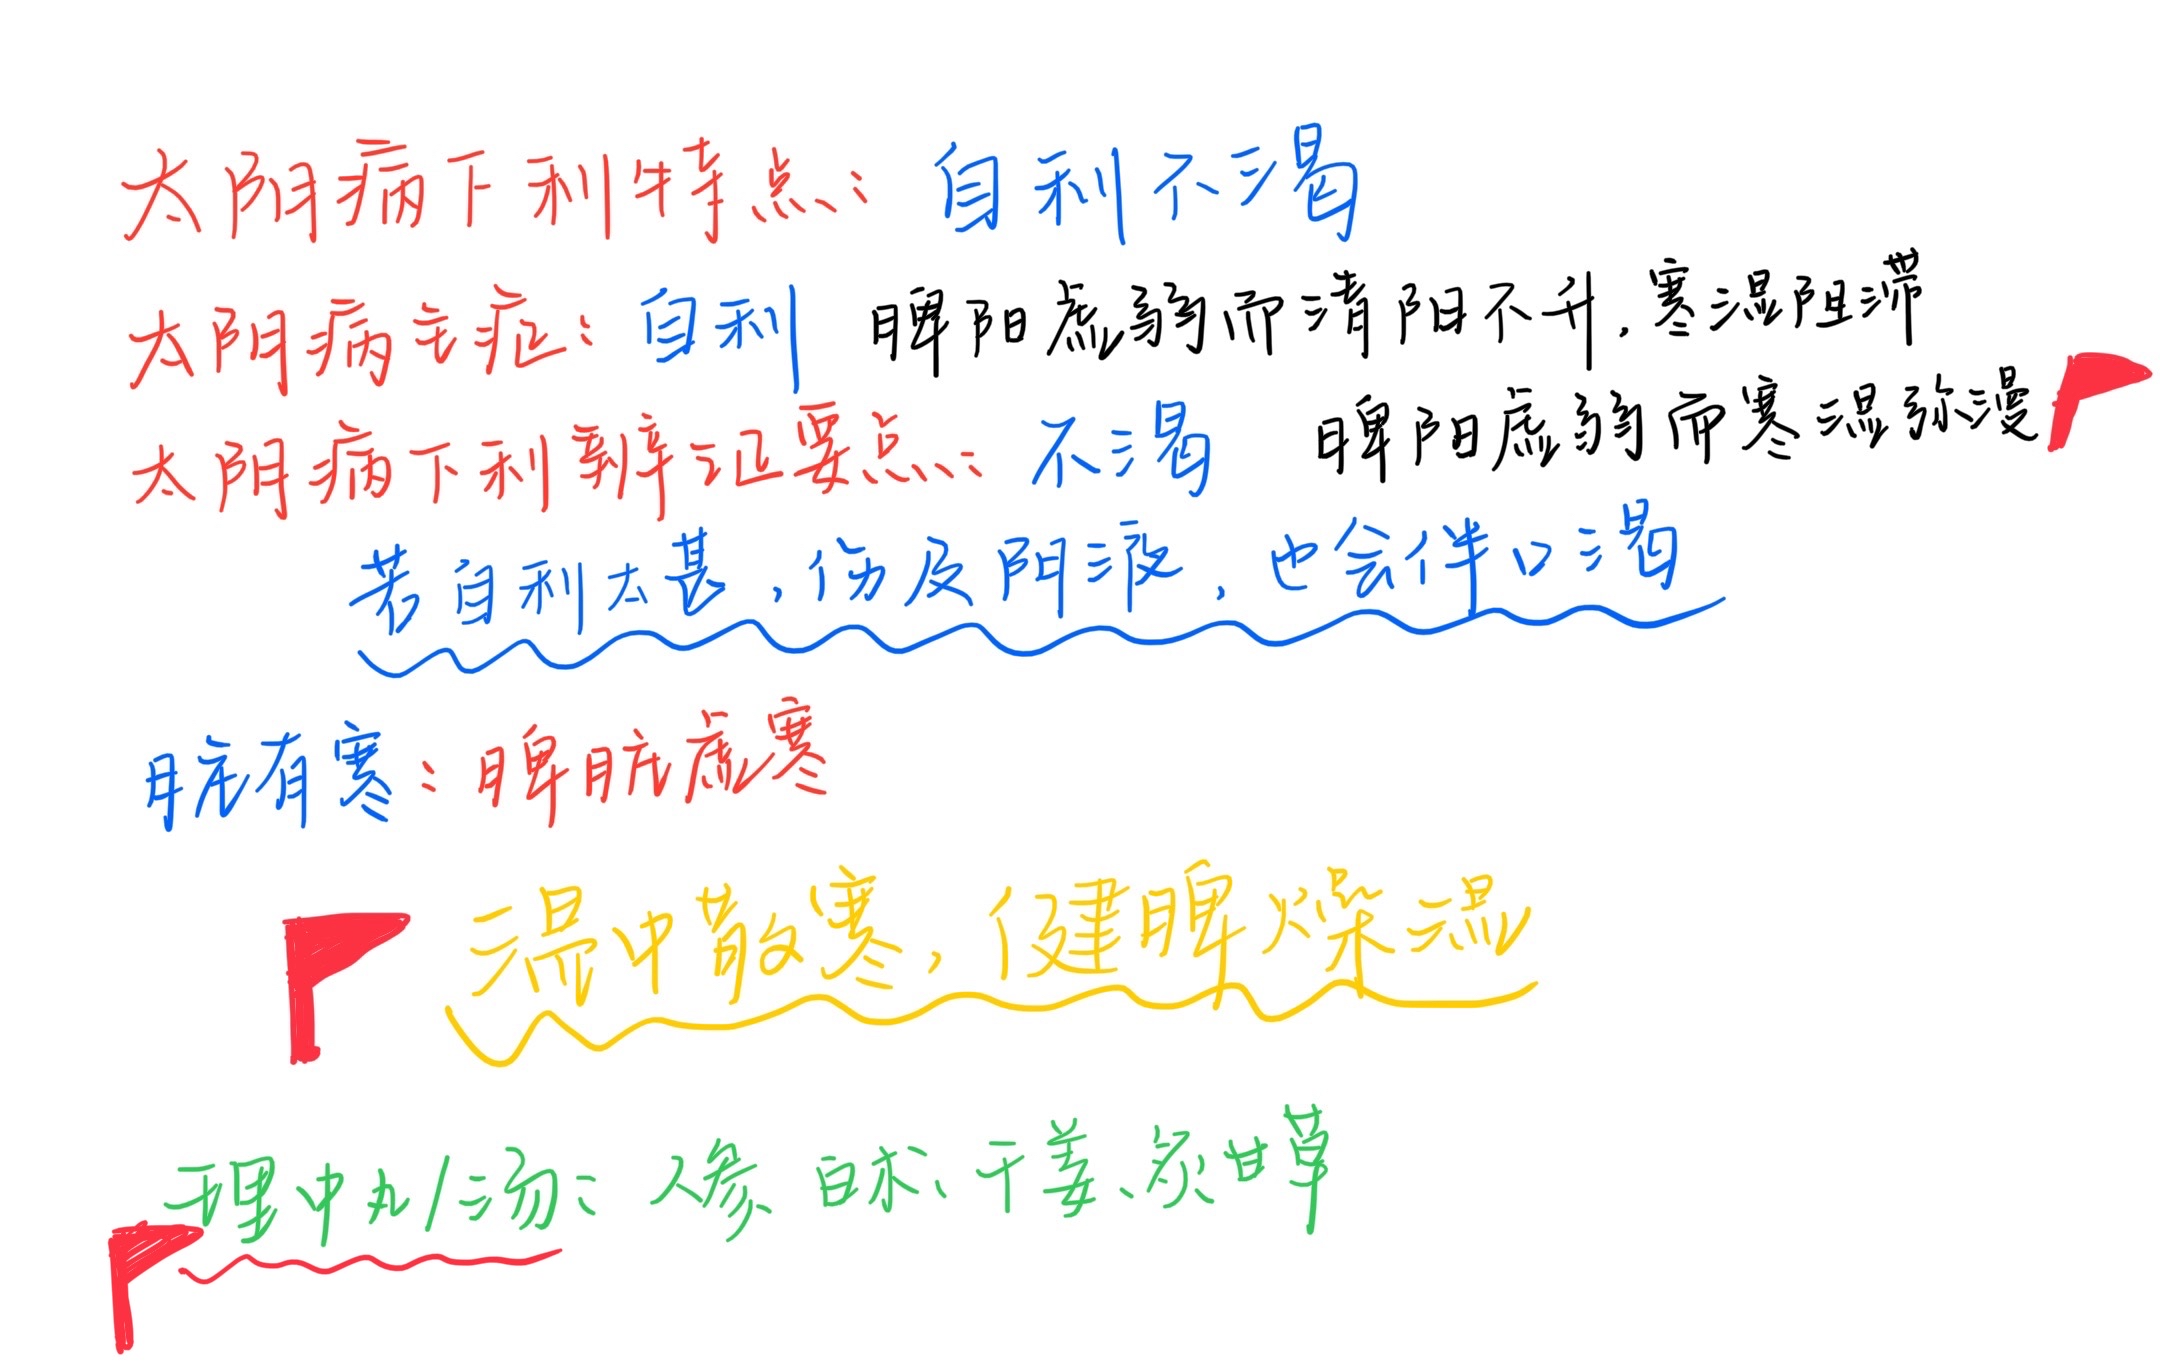 太阴病下利特点：自利不渴
太阴病主症：自利 脾阳虚弱而清阳不升，寒湿阻滞
太阴病下利辨证要点：不渴 脾阳虚弱而寒湿弥漫
若自利太甚，伤及阴液，也会伴口渴
脏有寒：脾脏虚寒
温中散寒，健脾燥湿
理中丸/汤：人参、白术、干姜、炙甘草